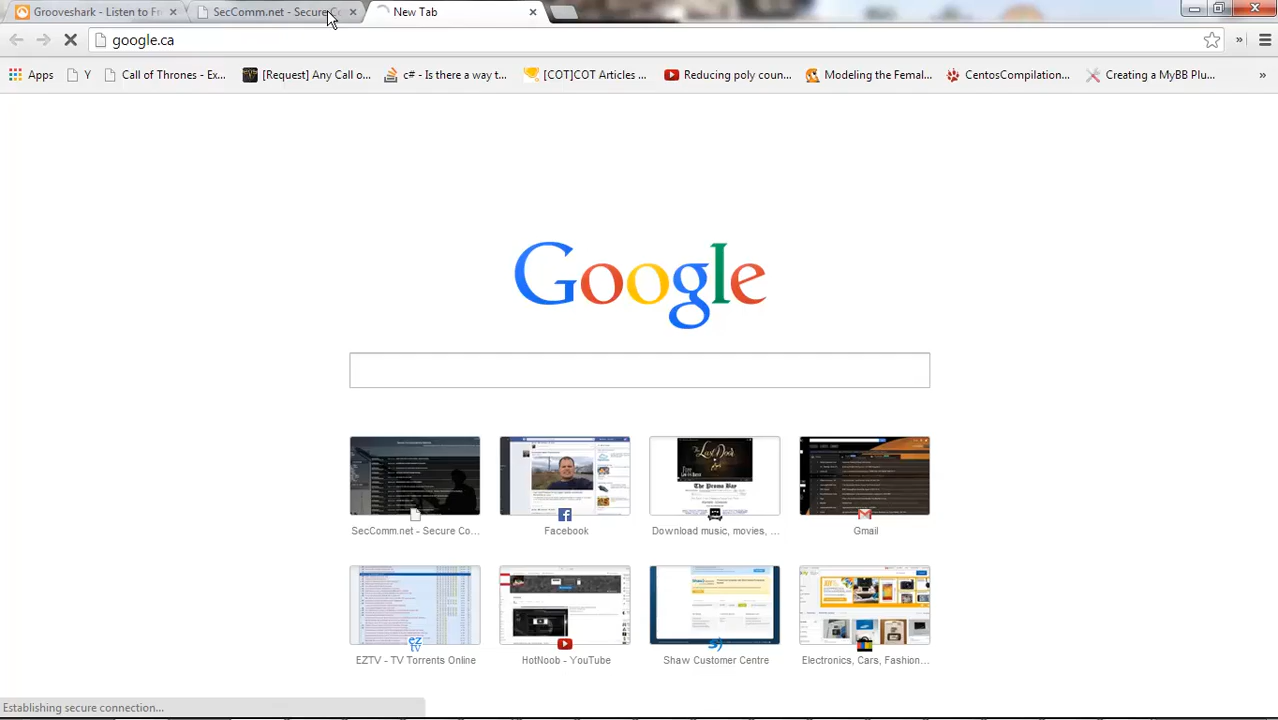 Grooveshark - Listen to Fr
SecComm.net - Secure C
New Tab
google.ca
Apps
Y
Call of Thrones - Ex...
[Request] Any Call o...
c# - Is there a way t...
[COT]COT Articles ...
Reducing poly coun...
Modeling the Femal...
CentosCompilation...
Creating a MyBB Plu...
»
Google
SecComm.net - Secure Co...
Facebook
Download music, movies, ...
Gmail
EZTV - TV Torrents Online
HotNoob - YouTube
Shaw Customer Centre
Electronics, Cars, Fashion...
Establishing secure connection...